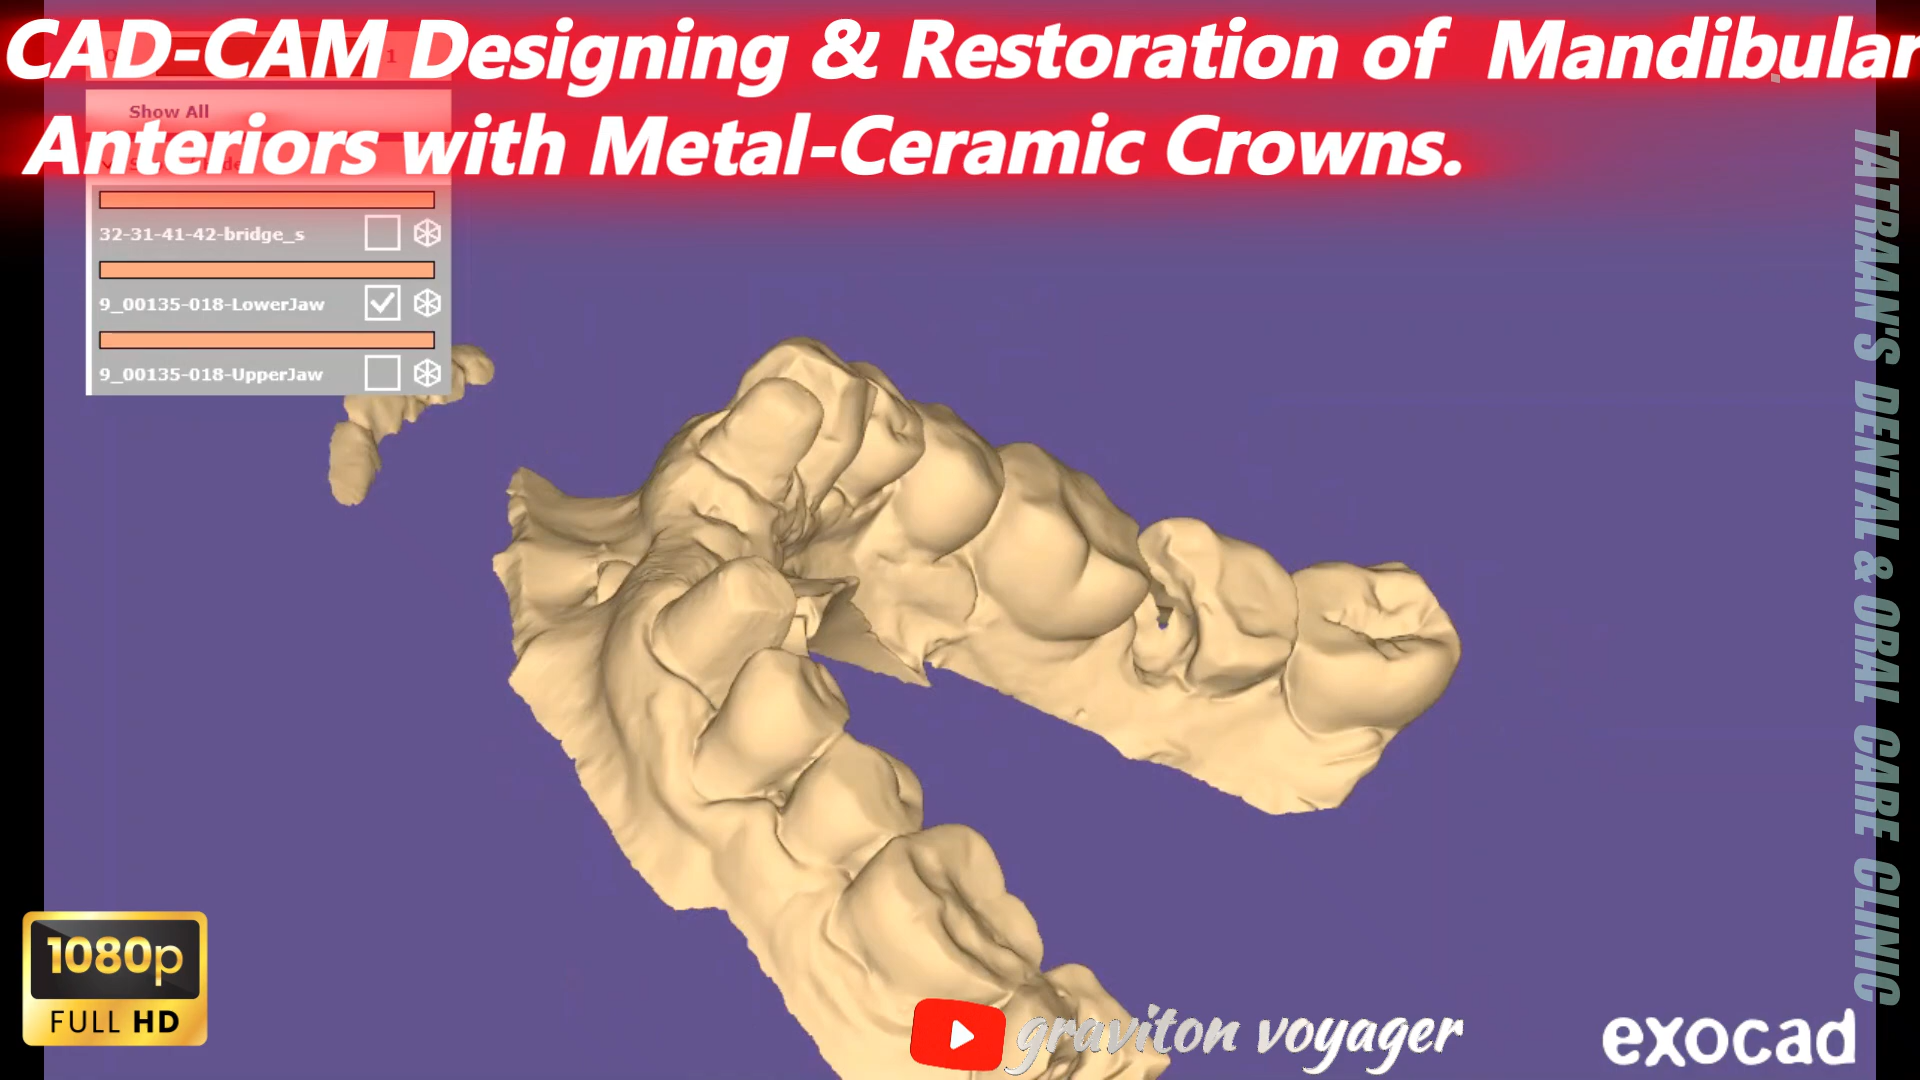 CAD-CAM Designing & Restoration of Mandibular
Anteriors with Metal-Ceramic Crowns.
1
Show All
32-31-41-42-bridge_s
9_00135-018-LowerJaw
9_00135-018-UpperJaw
TATRAAN'S DENTAL & ORAL CARE CLINIC
1080p
FULL HD
graviton voyager
exocad